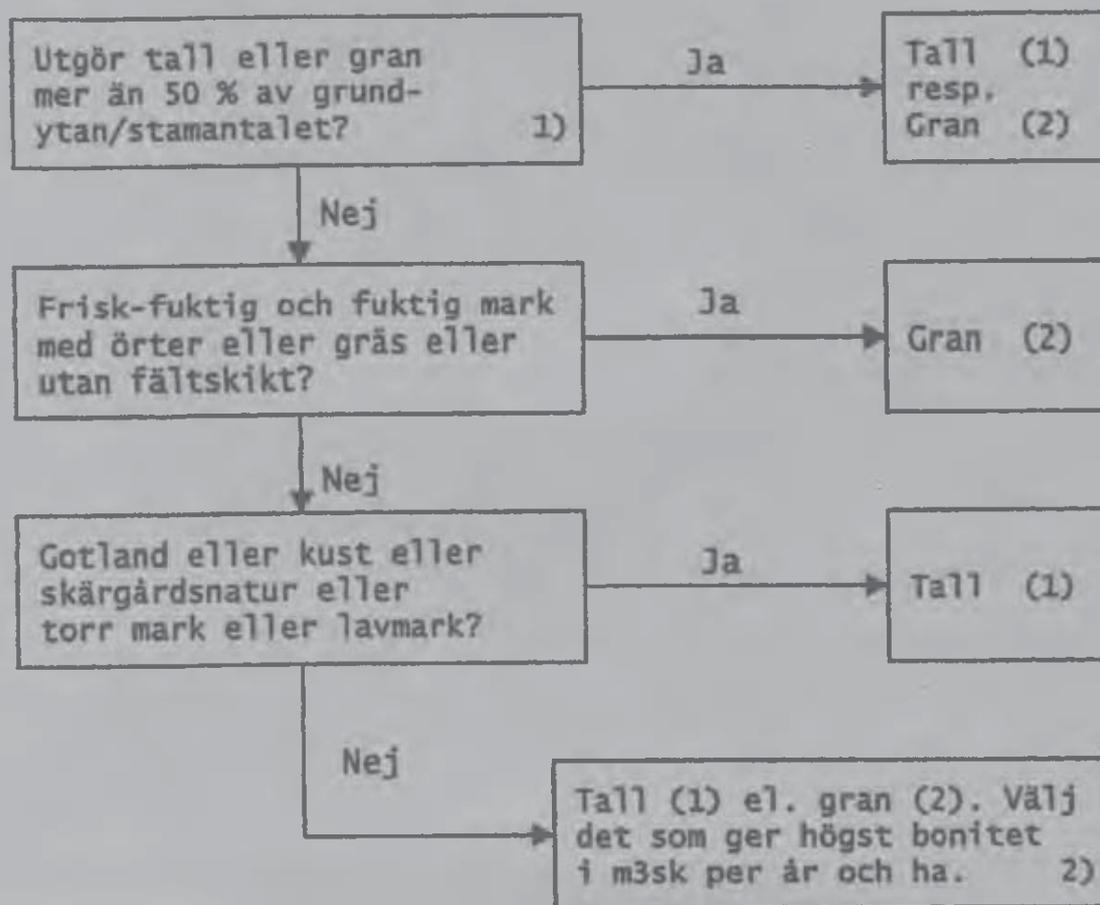 Utgör tall eller gran
mer än 50 % av grund-
ytan/stamantalet? 1)
Ja
Tall (1)
resp.
Gran (2)
Nej
Frisk-fuktig och fuktig mark
med örter eller gräs eller
utan fältskikt?
Ja
Gran (2)
Nej
Gotland eller kust eller
skärgårdsnatur eller
torr mark eller lavmark?
Ja
Tall (1)
Nej
Tall (1) el. gran (2). Välj
det som ger högst bonitet
i m3sk per år och ha. 2)